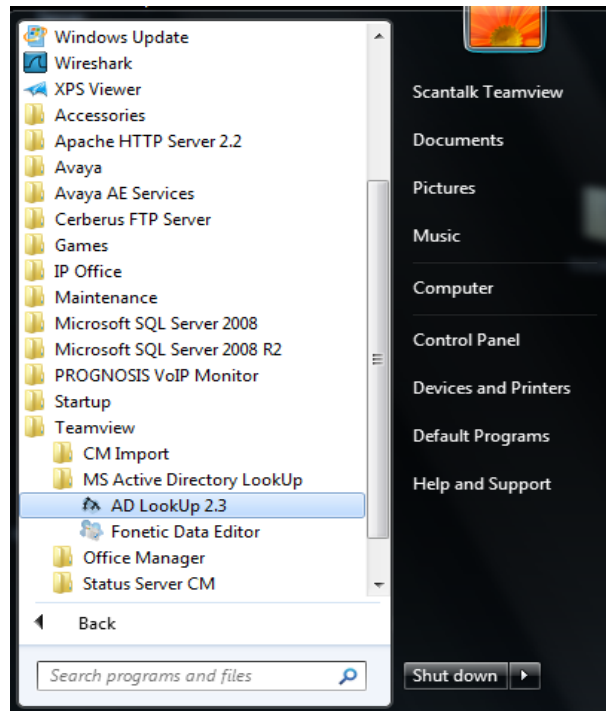 Windows Update
Wireshark
XPS Viewer
Accessories
Apache HTTP Server 2.2
Avaya
Avaya AE Services
Cerberus FTP Server
Games
IP Office
Maintenance
Microsoft SQL Server 2008
Microsoft SQL Server 2008 R2
PROGNOSIS VoIP Monitor
Startup
Teamview
CM Import
MS Active Directory LookUp
AD LookUp 2.3
Fonetic Data Editor
Office Manager
Status Server CM
Back
Search programs and files
Scantalk Teamview
Documents
Pictures
Music
Computer
Control Panel
Devices and Printers
Default Programs
Help and Support
Shut down